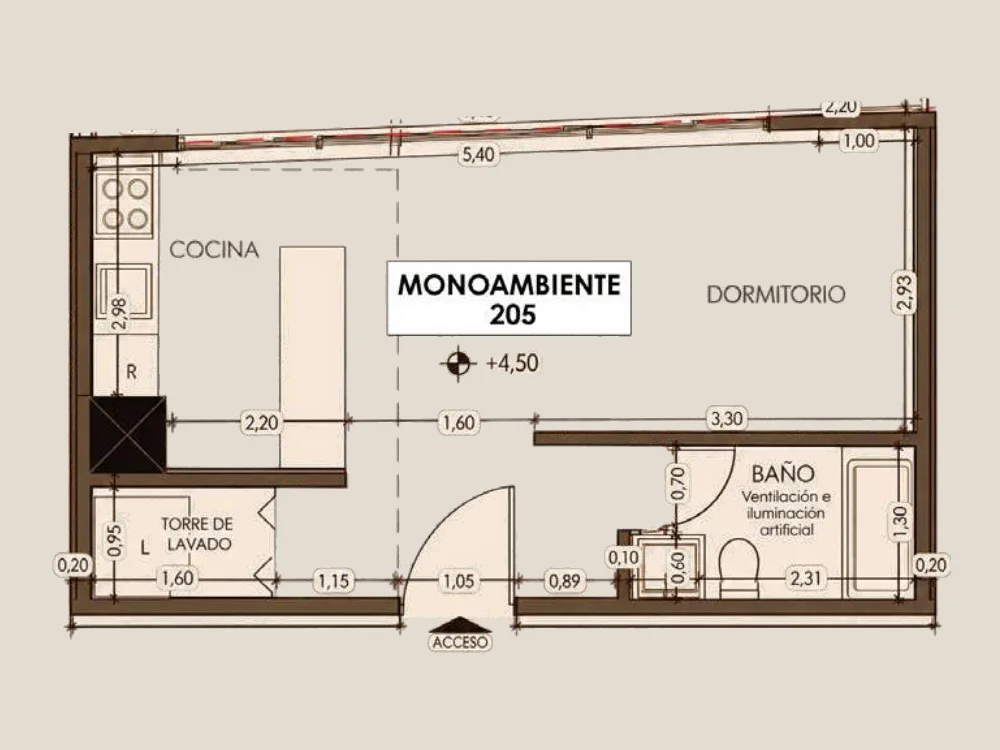 2,20
5,40
1,00
COCINA
MONOAMBIENTE
205
DORMITORIO
2,98
2,93
+4,50
R
2,20
1,60
3,30
0,70
BAÑO
Ventilación e
iluminación
artificial
1,30
0,95
TORRE DE
LAVADO
L
0,20
1,60
1,15
1,05
0,89
0,10
0,60
2,31
0,20
ACCESO